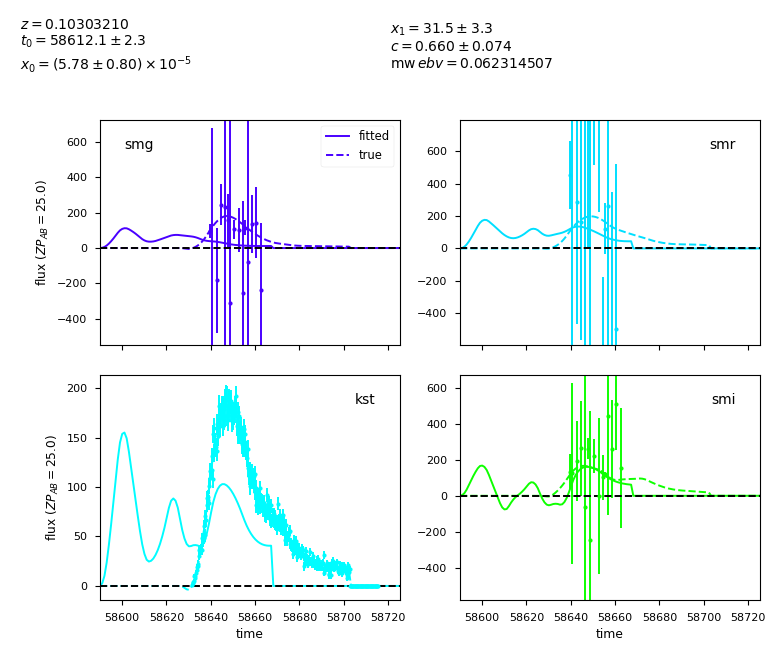 z = 0.10303210
t₀ = 58612.1 ± 2.3
x₀ = (5.78 ± 0.80) × 10⁻⁵
x₁ = 31.5 ± 3.3
c = 0.660 ± 0.074
mw ebv = 0.062314507
smg
fitted
true
600
400
200
0
−200
−400
flux (ZP_AB = 25.0)
smr
600
400
200
0
−200
−400
kst
200
150
100
50
0
flux (ZP_AB = 25.0)
58600 58620 58640 58660 58680 58700 58720
time
smi
600
400
200
0
−200
−400
58600 58620 58640 58660 58680 58700 58720
time